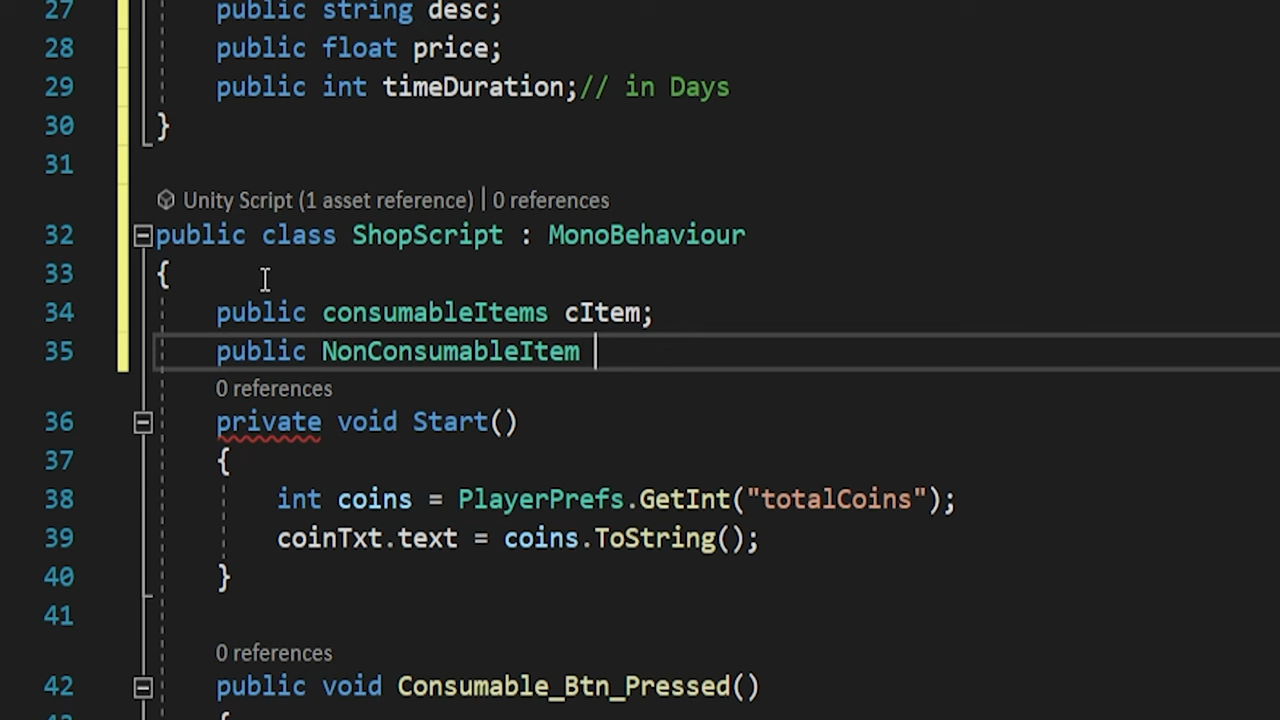 27 public string desc;
28 public float price;
29 public int timeDuration;// in Days
30 }
31
Unity Script (1 asset reference) | 0 references
32 public class ShopScript : MonoBehaviour
33 {
34 public consumableItems cItem;
35 public NonConsumableItem
0 references
36 private void Start()
37 {
38 int coins = PlayerPrefs.GetInt("totalCoins");
39 coinTxt.text = coins.ToString();
40 }
41
0 references
42 public void Consumable_Btn_Pressed()
{